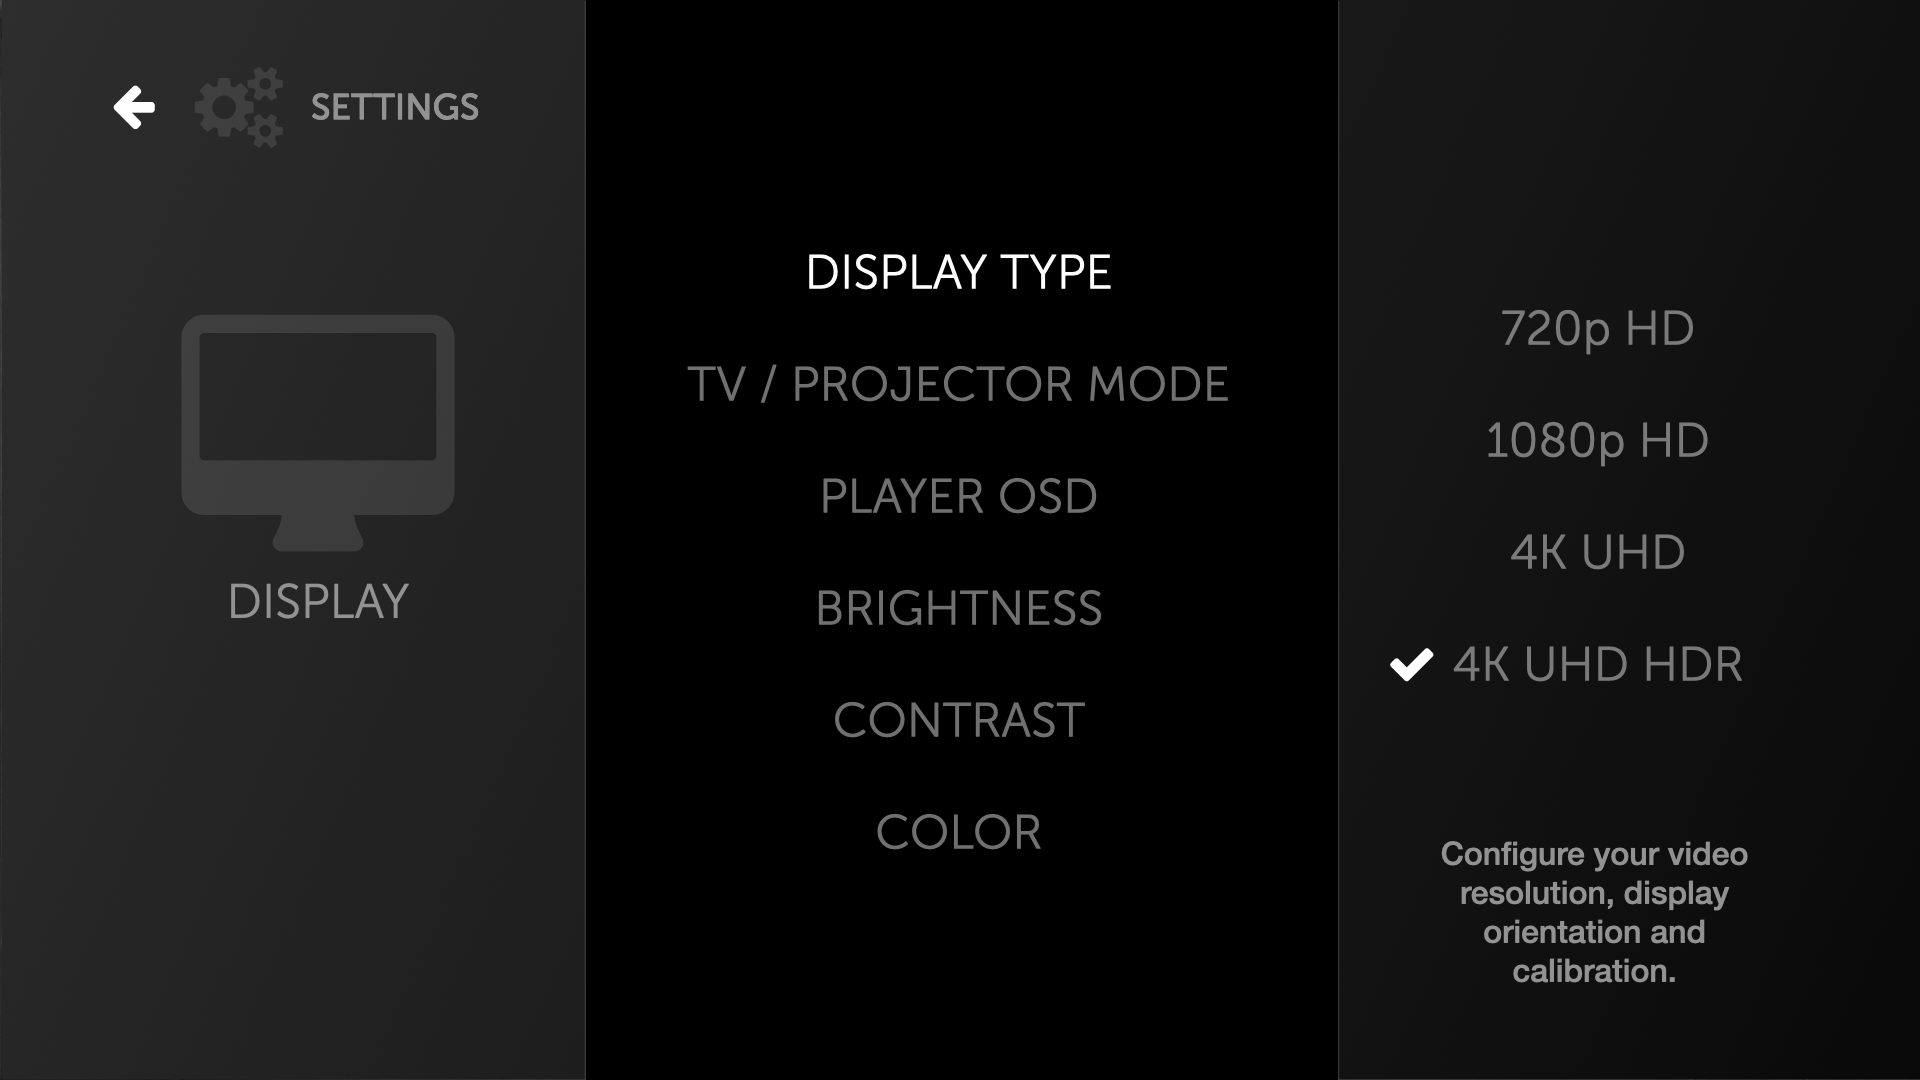 SETTINGS
DISPLAY
DISPLAY TYPE
TV / PROJECTOR MODE
PLAYER OSD
BRIGHTNESS
CONTRAST
COLOR
720p HD
1080p HD
4K UHD
4K UHD HDR
Configure your video
resolution, display
orientation and
calibration.